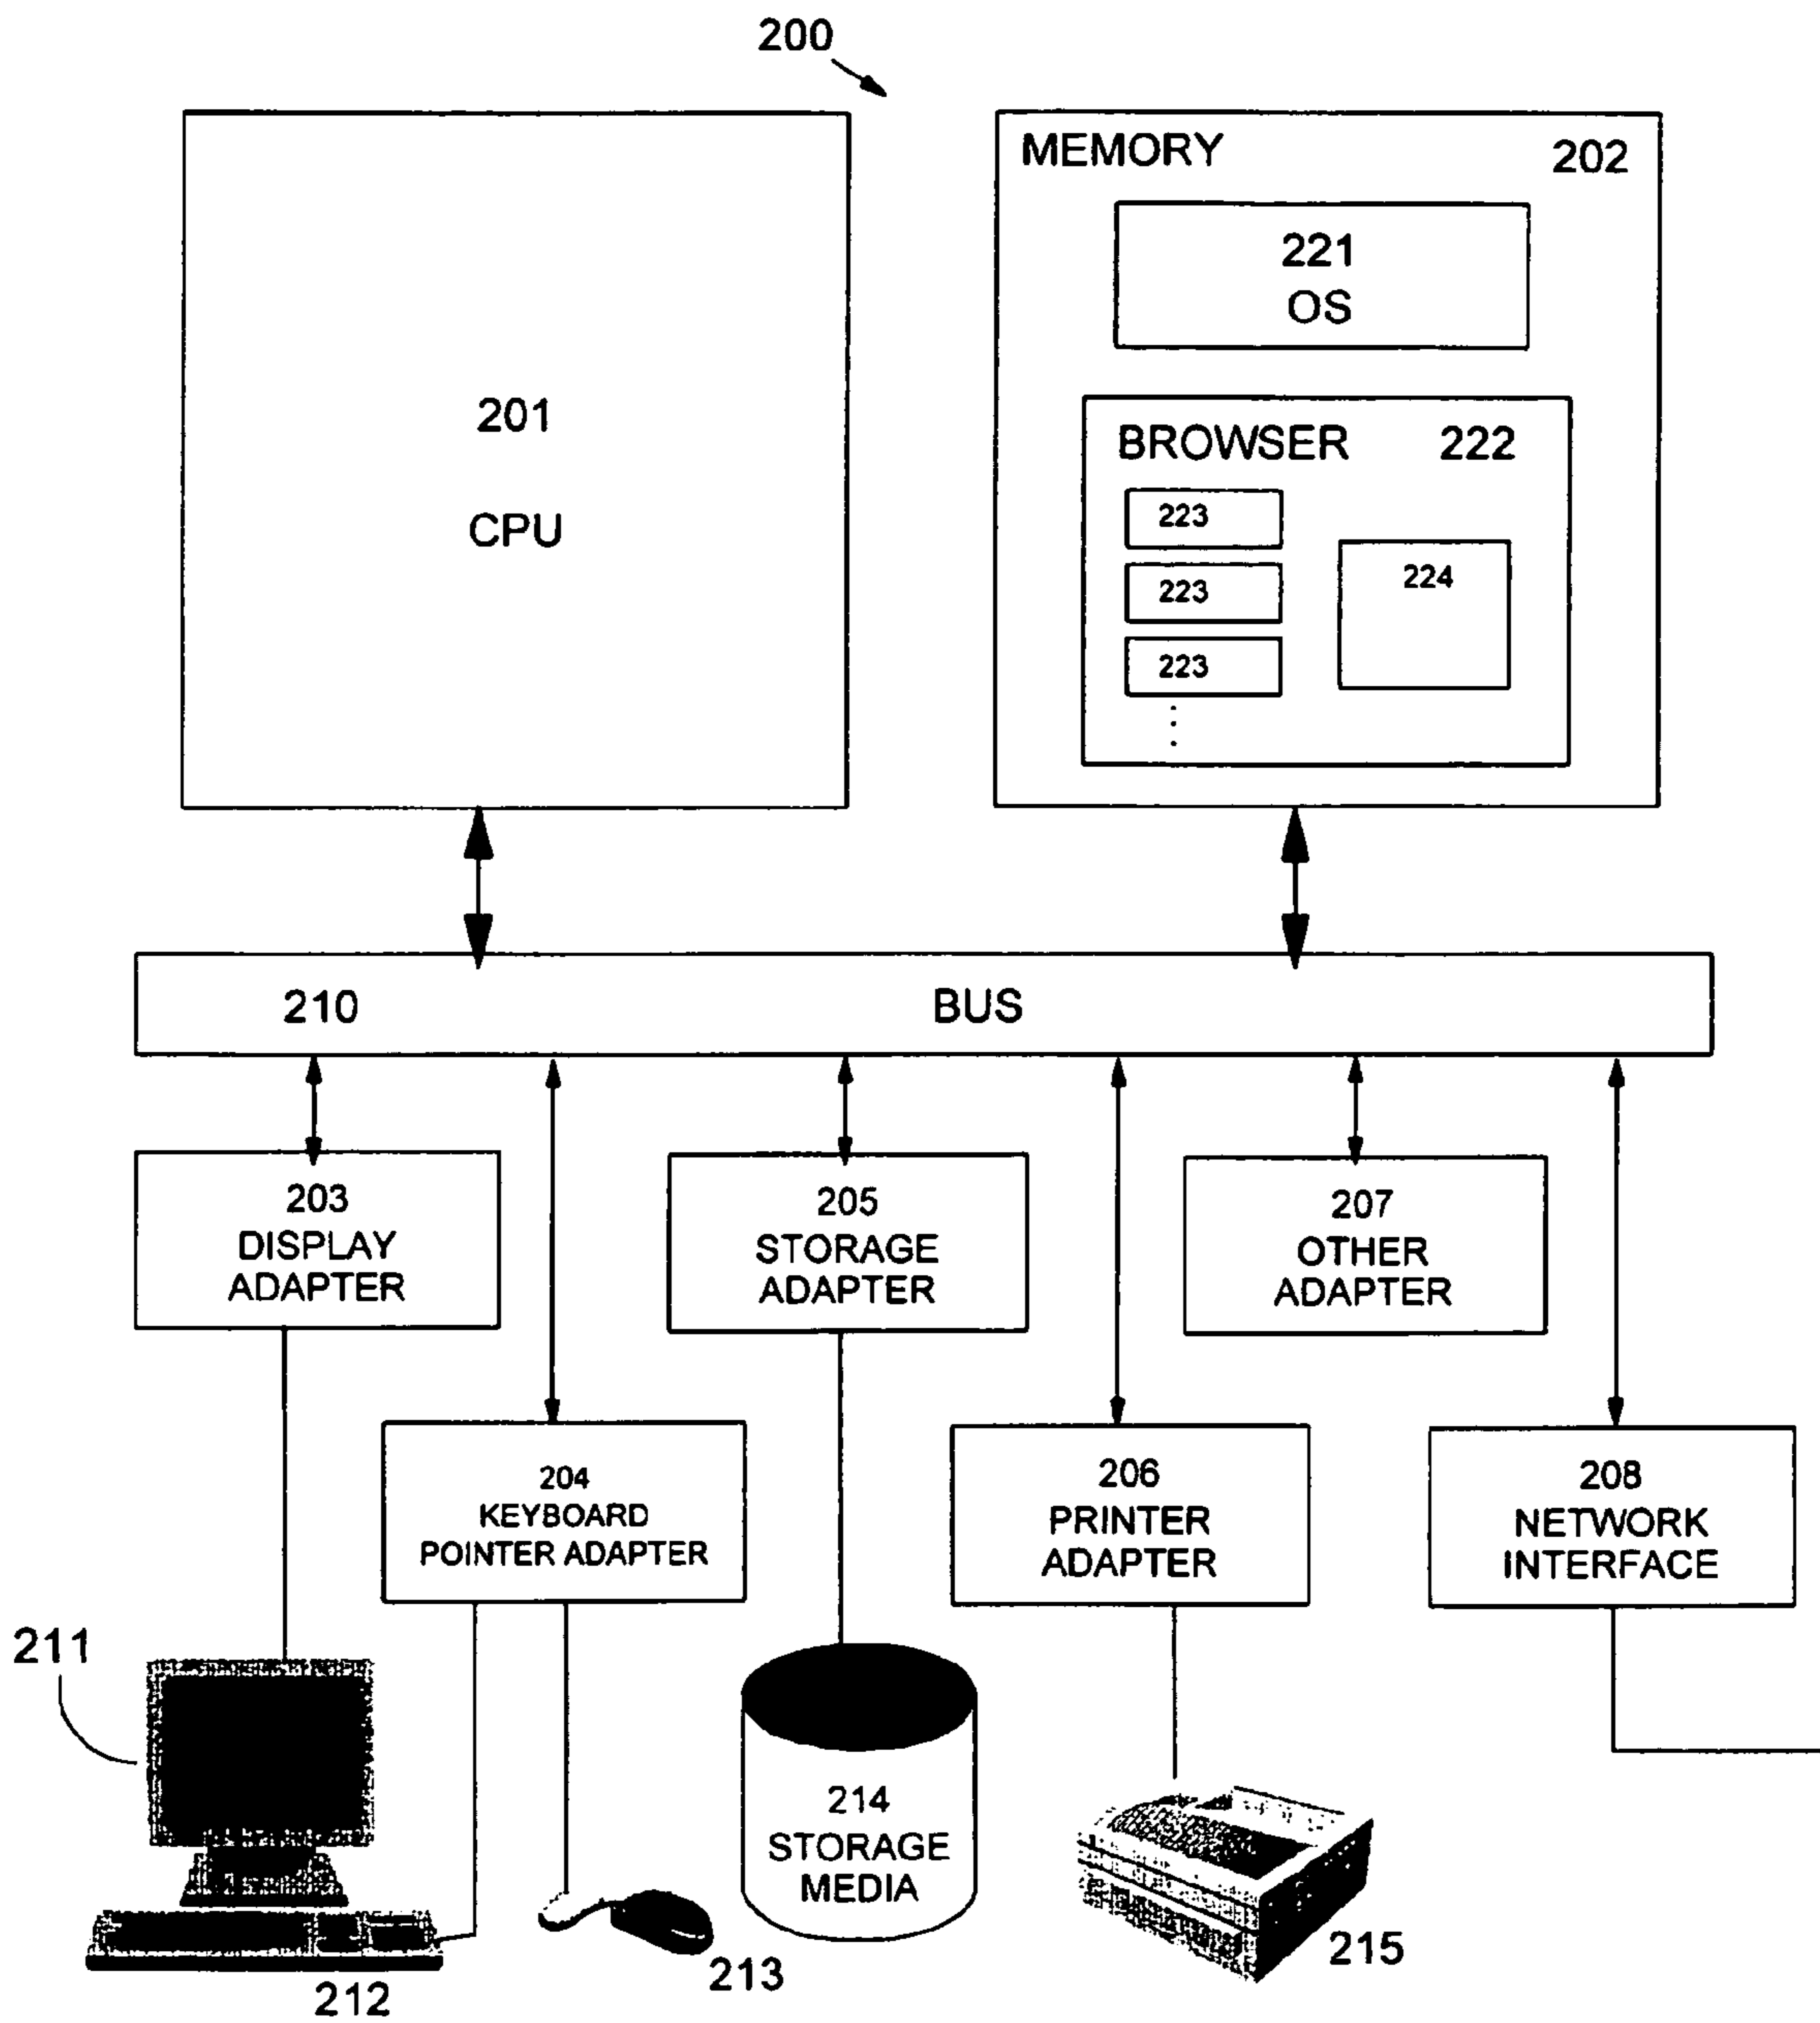 200
MEMORY 202
221
OS
201
CPU
BROWSER 222
223
223
223
224
210 BUS
203
DISPLAY
ADAPTER
205
STORAGE
ADAPTER
207
OTHER
ADAPTER
204
KEYBOARD
POINTER ADAPTER
206
PRINTER
ADAPTER
208
NETWORK
INTERFACE
211
212
213
214
STORAGE
MEDIA
215